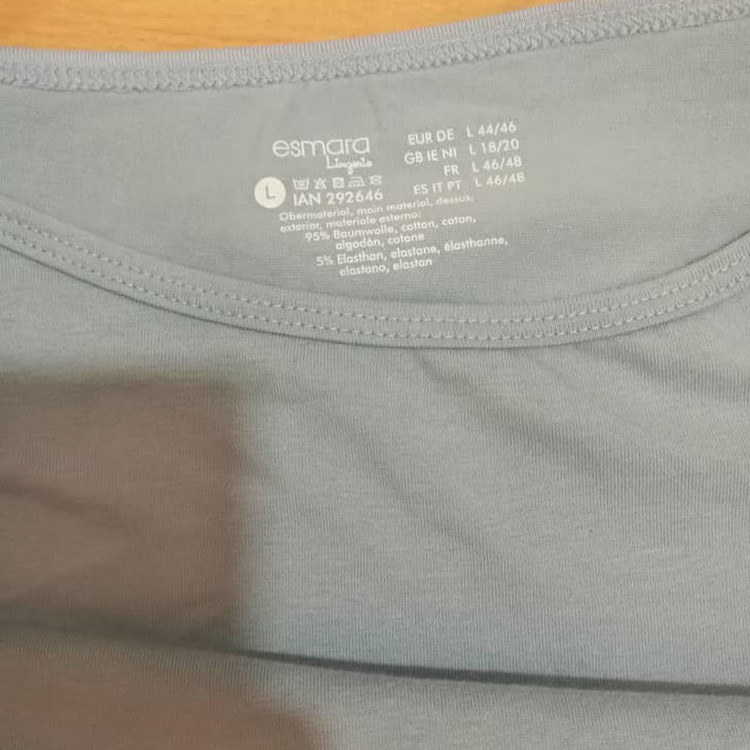 esmara
Lingerie
L
IAN 292646
EUR DE L 44/46
GB IE NI L 18/20
FR L 46/48
ES IT PT L 46/48
Obermaterial, main material, dessus,
exterior, materiale esterno:
95% Baumwolle, cotton, coton,
algodón, cotone
5% Elasthan, elastane, élasthanne,
elastano, elastan